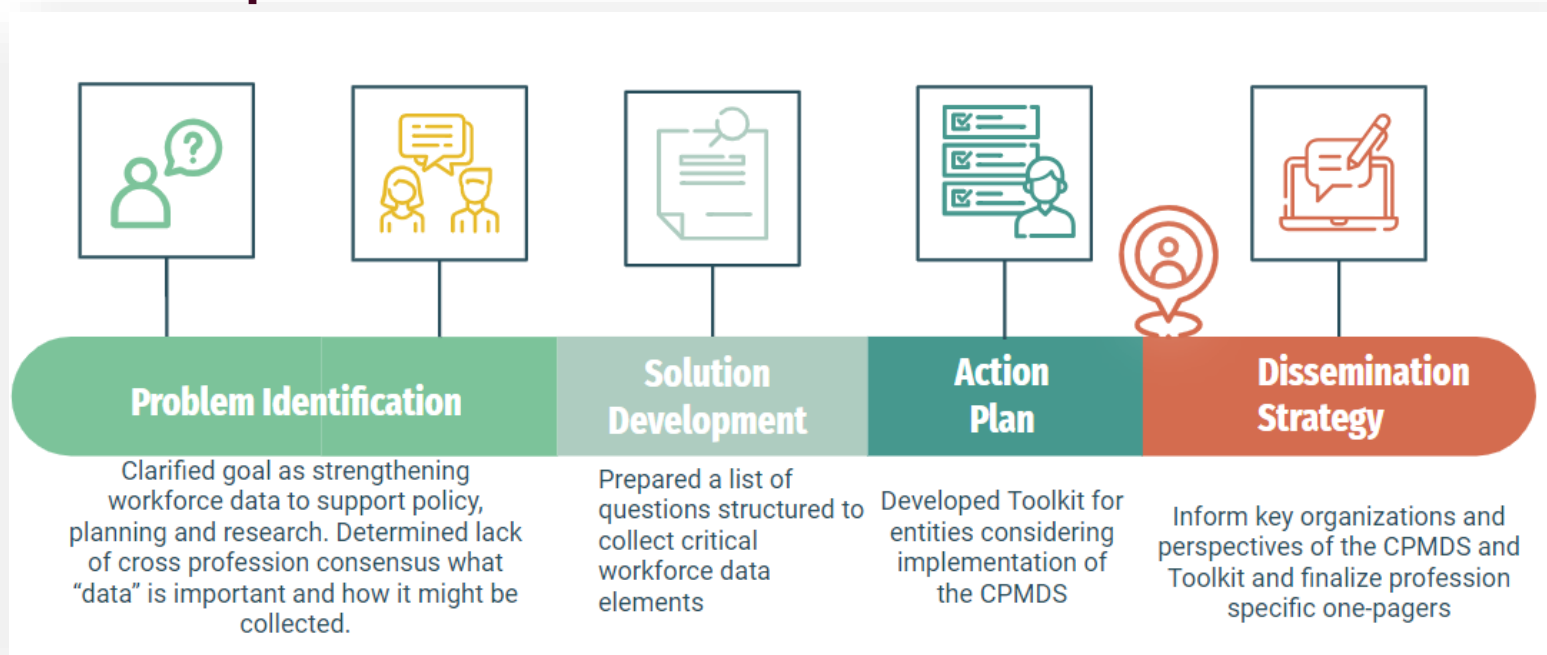 Problem Identification
Solution
Development
Action
Plan
Dissemination
Strategy
Clarified goal as strengthening
workforce data to support policy,
planning and research. Determined lack
of cross profession consensus what
“data” is important and how it might be
collected.
Prepared a list of
questions structured to
collect critical
workforce data
elements
Developed Toolkit for
entities considering
implementation of
the CPMDS
Inform key organizations and
perspectives of the CPMDS and
Toolkit and finalize profession
specific one-pagers